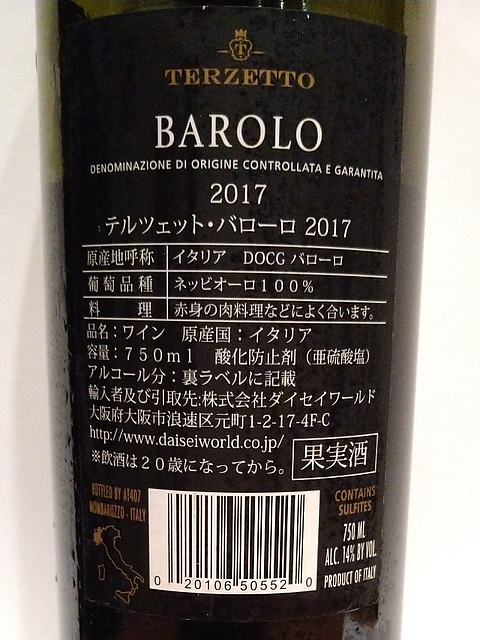 TERZETTO
BAROLO
DENOMINAZIONE DI ORIGINE CONTROLLATA E GARANTITA
2017
テルツェット・バローロ 2017
原産地呼称 イタリア DOCG バローロ
葡萄品種 ネッビオーロ１００％
料理 赤身の肉料理などによく合います。
品名：ワイン 原産国：イタリア
容量：７５０ｍｌ 酸化防止剤（亜硫酸塩）
アルコール分：裏ラベルに記載
輸入者及び引取先:株式会社ダイセイワールド
大阪府大阪市浪速区元町1-2-17-4F-C
http://www.daiseiworld.co.jp/
※飲酒は２０歳になってから。
果実酒
BOTTLED BY AT407
MOMBARUZZO - ITALY
CONTAINS
SULFITES
750 ML
ALC. 14% BY VOL.
PRODUCT OF ITALY
0 20106 50552 0